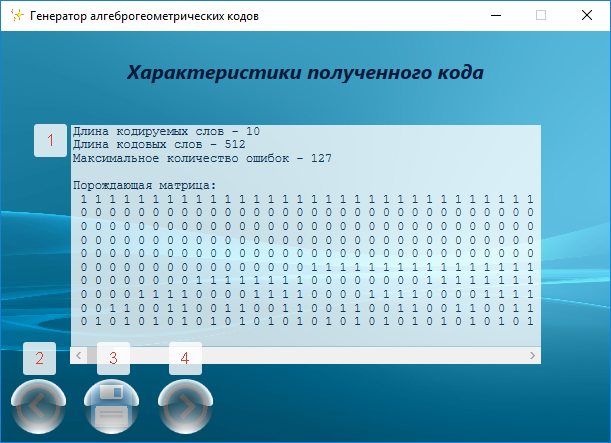 Генератор алгеброгеометрических кодов
Характеристики полученного кода
1
Длина кодируемых слов - 10
Длина кодовых слов - 512
Максимальное количество ошибок - 127
Порождающая матрица:
1 1 1 1 1 1 1 1 1 1 1 1 1 1 1 1 1 1 1 1 1 1 1 1 1 1 1 1 1 1 1 1
0 0 0 0 0 0 0 0 0 0 0 0 0 0 0 0 0 0 0 0 0 0 0 0 0 0 0 0 0 0 0 0
0 0 0 0 0 0 0 0 0 0 0 0 0 0 0 0 0 0 0 0 0 0 0 0 0 0 0 0 0 0 0 0
0 0 0 0 0 0 0 0 0 0 0 0 0 0 0 0 0 0 0 0 0 0 0 0 0 0 0 0 0 0 0 0
0 0 0 0 0 0 0 0 0 0 0 0 0 0 0 0 0 0 0 0 0 0 0 0 0 0 0 0 0 0 0 0
0 0 0 0 0 0 0 0 0 0 0 0 0 0 0 0 1 1 1 1 1 1 1 1 1 1 1 1 1 1 1 1
0 0 0 0 0 0 0 0 1 1 1 1 1 1 1 1 0 0 0 0 0 0 0 0 1 1 1 1 1 1 1 1
0 0 0 0 1 1 1 1 0 0 0 0 1 1 1 1 0 0 0 0 1 1 1 1 0 0 0 0 1 1 1 1
0 0 1 1 0 0 1 1 0 0 1 1 0 0 1 1 0 0 1 1 0 0 1 1 0 0 1 1 0 0 1 1
0 1 0 1 0 1 0 1 0 1 0 1 0 1 0 1 0 1 0 1 0 1 0 1 0 1 0 1 0 1 0 1
2 3 4